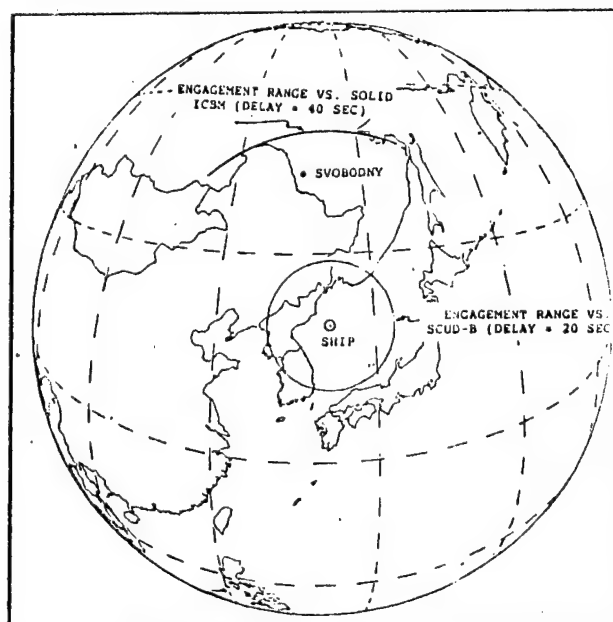 ENGAGEMENT RANGE VS. SOLID
ICBM (DELAY = 40 SEC)
SVOBODNY
ENGAGEMENT RANGE VS.
SCUD-B (DELAY = 20 SEC
SHIP